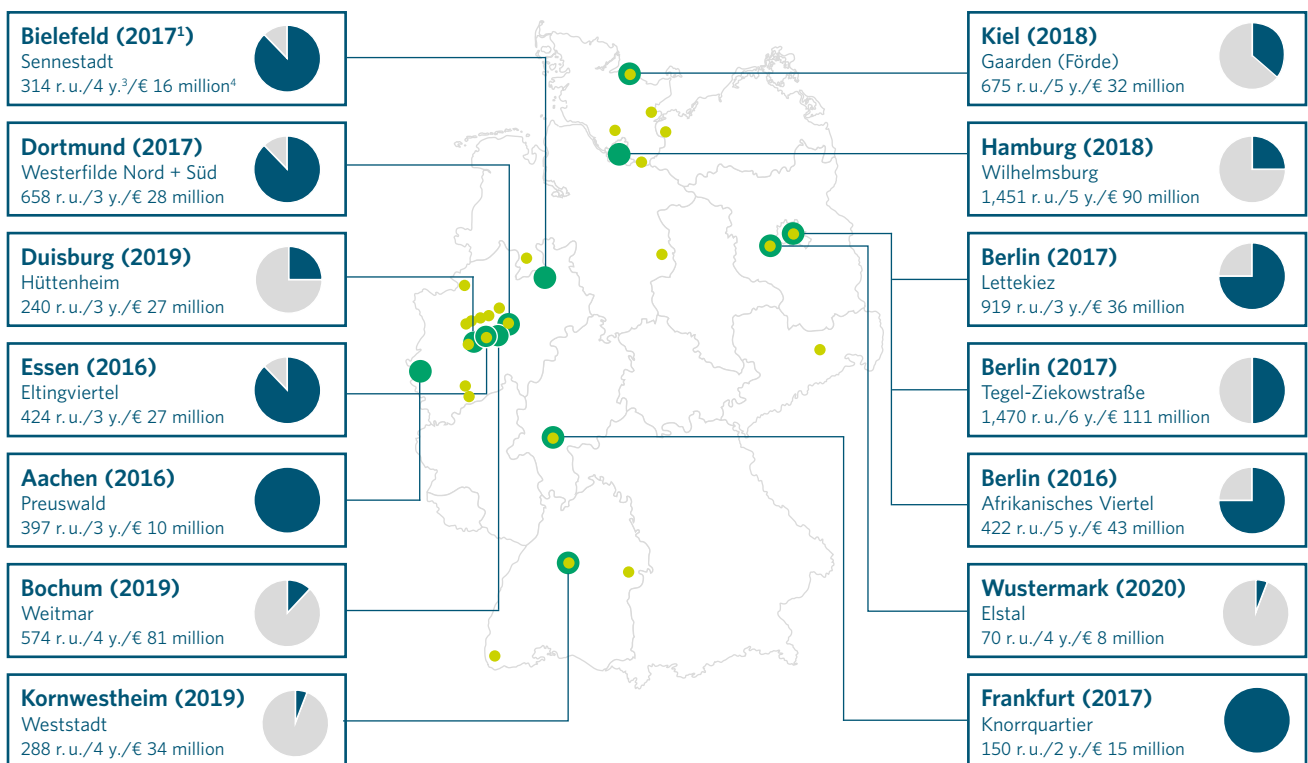 Bielefeld (2017¹)
Sennestadt
314 r. u./4 y.³/€ 16 million⁴
Dortmund (2017)
Westerfilde Nord + Süd
658 r. u./3 y./€ 28 million
Duisburg (2019)
Hüttenheim
240 r. u./3 y./€ 27 million
Essen (2016)
Eltingviertel
424 r. u./3 y./€ 27 million
Aachen (2016)
Preuswald
397 r. u./3 y./€ 10 million
Bochum (2019)
Weitmar
574 r. u./4 y./€ 81 million
Kornwestheim (2019)
Weststadt
288 r. u./4 y./€ 34 million
Kiel (2018)
Gaarden (Förde)
675 r. u./5 y./€ 32 million
Hamburg (2018)
Wilhelmsburg
1,451 r. u./5 y./€ 90 million
Berlin (2017)
Lettekiez
919 r. u./3 y./€ 36 million
Berlin (2017)
Tegel-Ziekowstraße
1,470 r. u./6 y./€ 111 million
Berlin (2016)
Afrikanisches Viertel
422 r. u./5 y./€ 43 million
Wustermark (2020)
Elstal
70 r. u./4 y./€ 8 million
Frankfurt (2017)
Knorrquartier
150 r. u./2 y./€ 15 million